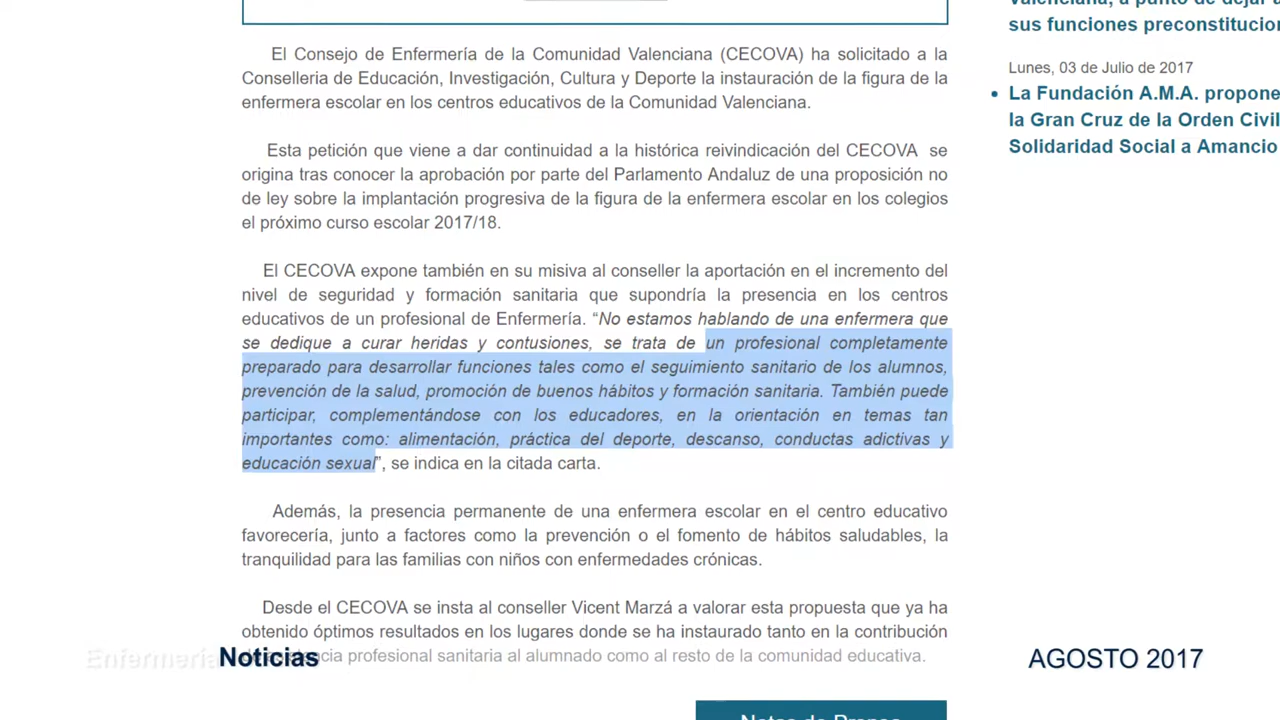 El Consejo de Enfermería de la Comunidad Valenciana (CECOVA) ha solicitado a la
Conselleria de Educación, Investigación, Cultura y Deporte la instauración de la figura de la
enfermera escolar en los centros educativos de la Comunidad Valenciana.
Esta petición que viene a dar continuidad a la histórica reivindicación del CECOVA se
origina tras conocer la aprobación por parte del Parlamento Andaluz de una proposición no
de ley sobre la implantación progresiva de la figura de la enfermera escolar en los colegios
el próximo curso escolar 2017/18.
El CECOVA expone también en su misiva al conseller la aportación en el incremento del
nivel de seguridad y formación sanitaria que supondría la presencia en los centros
educativos de un profesional de Enfermería. “No estamos hablando de una enfermera que
se dedique a curar heridas y contusiones, se trata de un profesional completamente
preparado para desarrollar funciones tales como el seguimiento sanitario de los alumnos,
prevención de la salud, promoción de buenos hábitos y formación sanitaria. También puede
participar, complementándose con los educadores, en la orientación en temas tan
importantes como: alimentación, práctica del deporte, descanso, conductas adictivas y
educación sexual”, se indica en la citada carta.
Además, la presencia permanente de una enfermera escolar en el centro educativo
favorecería, junto a factores como la prevención o el fomento de hábitos saludables, la
tranquilidad para las familias con niños con enfermedades crónicas.
Desde el CECOVA se insta al conseller Vicent Marzá a valorar esta propuesta que ya ha
obtenido óptimos resultados en los lugares donde se ha instaurado tanto en la contribución
profesional sanitaria al alumnado como al resto de la comunidad educativa.
Valenciana, a punto de dejar
sus funciones
Lunes, 03 de Julio de 2017
• La Fundación A.M.A. propone
la Gran Cruz de la Orden Civil
Solidaridad Social a Amancio
Enfermería Noticias
AGOSTO 2017
Notas de Prensa